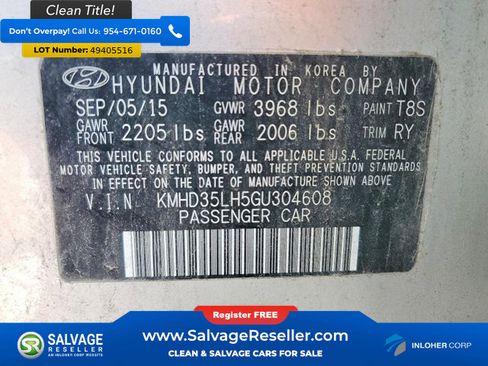 Clean Title!
Don't Overpay! Call Us: 954-671-0160
LOT Number: 49405516
MANUFACTURED IN KOREA BY
HYUNDAI MOTOR COMPANY
SEP/05/15 GVWR 3968 lbs PAINT T8S
GAWR FRONT 2205 lbs GAWR REAR 2006 lbs TRIM RY
THIS VEHICLE CONFORMS TO ALL APPLICABLE U.S.A. FEDERAL
MOTOR VEHICLE SAFETY, BUMPER, AND THEFT PREVENTION STANDARDS
IN EFFECT ON THE DATE OF MANUFACTURE SHOWN ABOVE.
V.I.N KMHD35LH5GU304608
PASSENGER CAR
Register FREE!
SALVAGE RESELLER
AN INLOHER CORP WEBSITE
www.SalvageReseller.com
CLEAN & SALVAGE CARS FOR SALE
INLOHER CORP